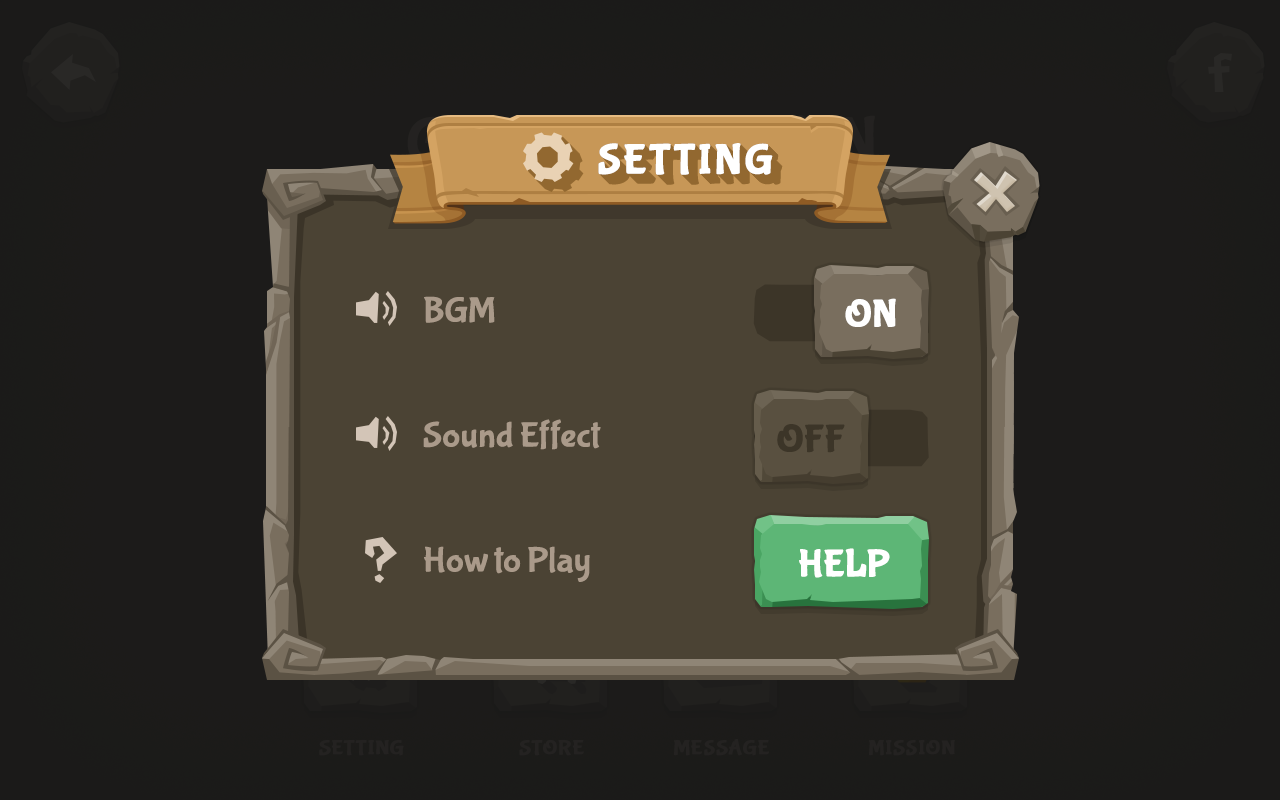 SETTING
BGM
ON
Sound Effect
OFF
How to Play
HELP
SETTING
STORE
MESSAGE
MISSION